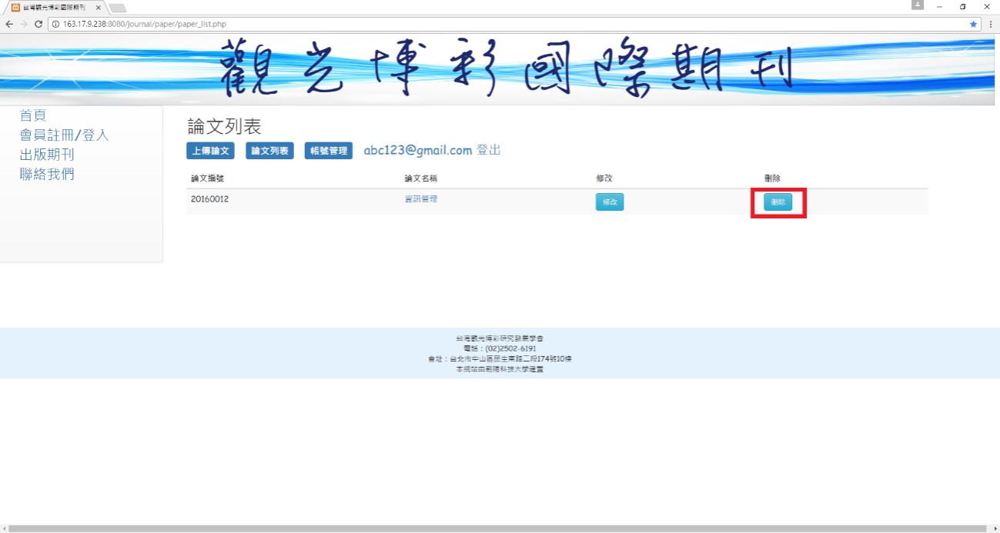 台灣觀光博彩國際期刊
163.17.9.238:8080/journal/paper/paper_list.php
觀光博彩國際期刊
首頁
會員註冊/登入
出版期刊
聯絡我們
論文列表
上傳論文 論文列表 帳號管理 abc123@gmail.com 登出
論文編號 論文名稱 修改 刪除
20160012 資訊管理 修改 刪除
台灣觀光博彩研究發展學會
電話：(02)2502-6191
會址：台北市中山區民生東路二段174號10樓
本網站由朝陽科技大學建置